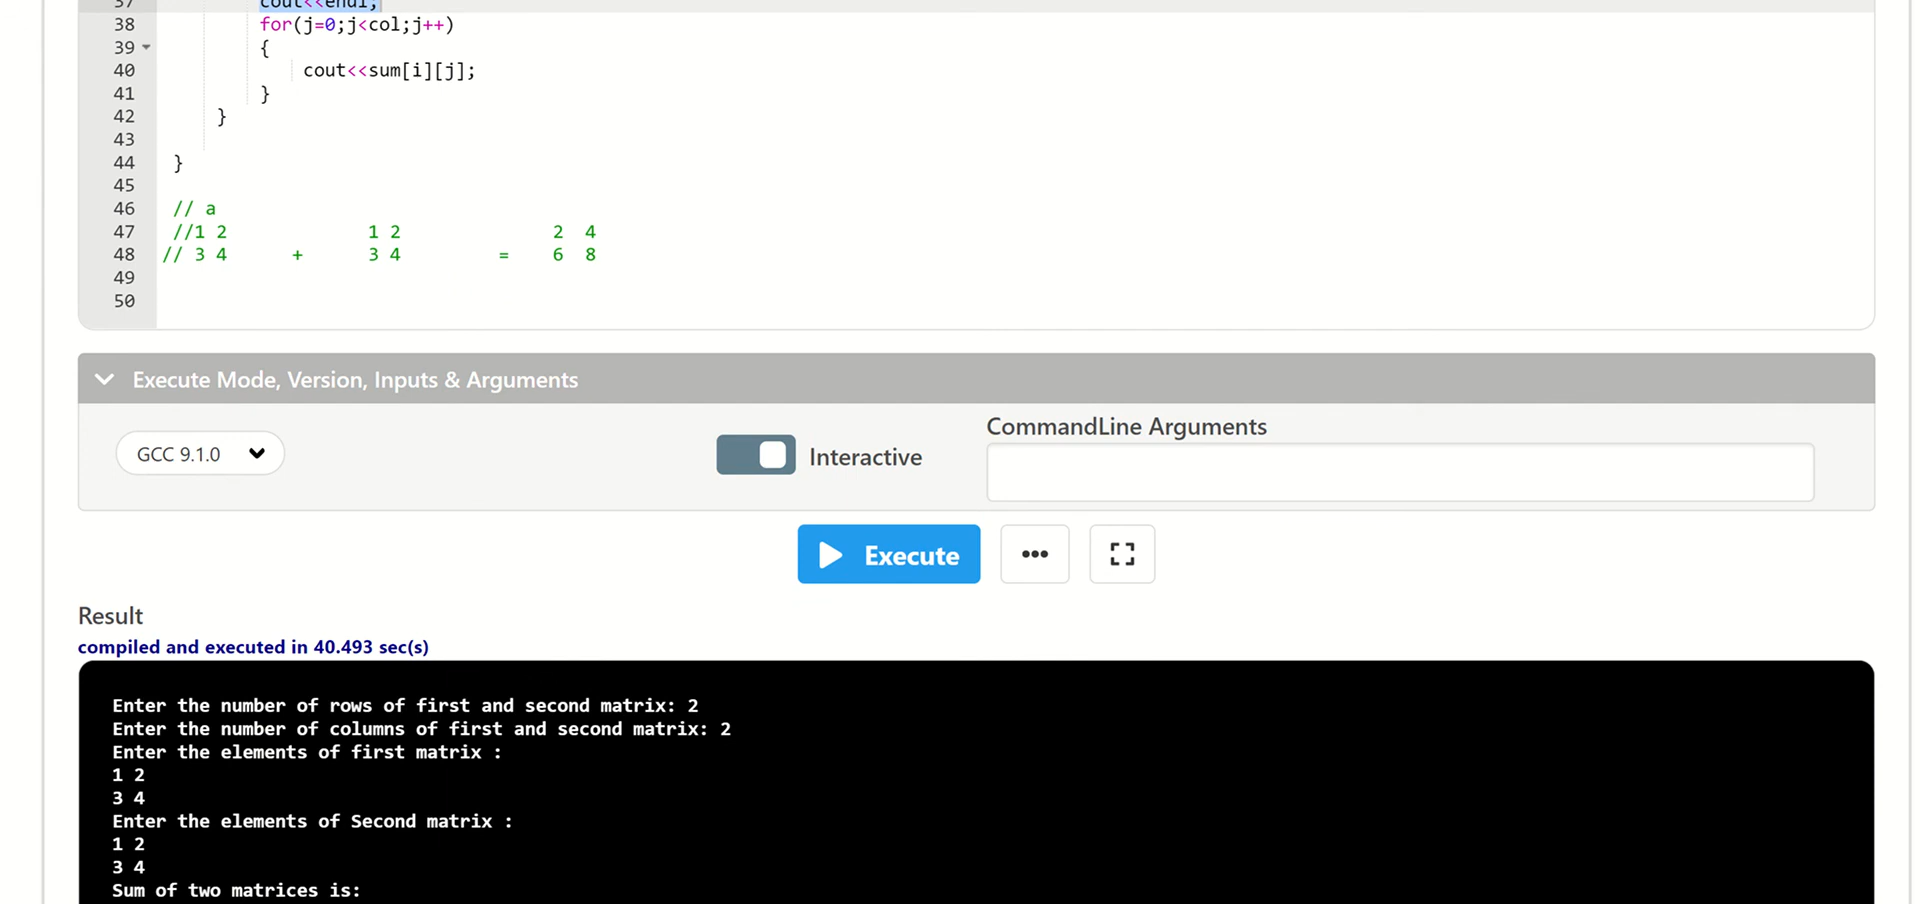 37 cout<<endl;
38 for(j=0;j<col;j++)
39 {
40 cout<<sum[i][j];
41 }
42 }
43
44 }
45
46 // a
47 //1 2 1 2 2 4
48 // 3 4 + 3 4 = 6 8
49
50
Execute Mode, Version, Inputs & Arguments
CommandLine Arguments
GCC 9.1.0
Interactive
Execute
Result
compiled and executed in 40.493 sec(s)
Enter the number of rows of first and second matrix: 2
Enter the number of columns of first and second matrix: 2
Enter the elements of first matrix :
1 2
3 4
Enter the elements of Second matrix :
1 2
3 4
Sum of two matrices is: